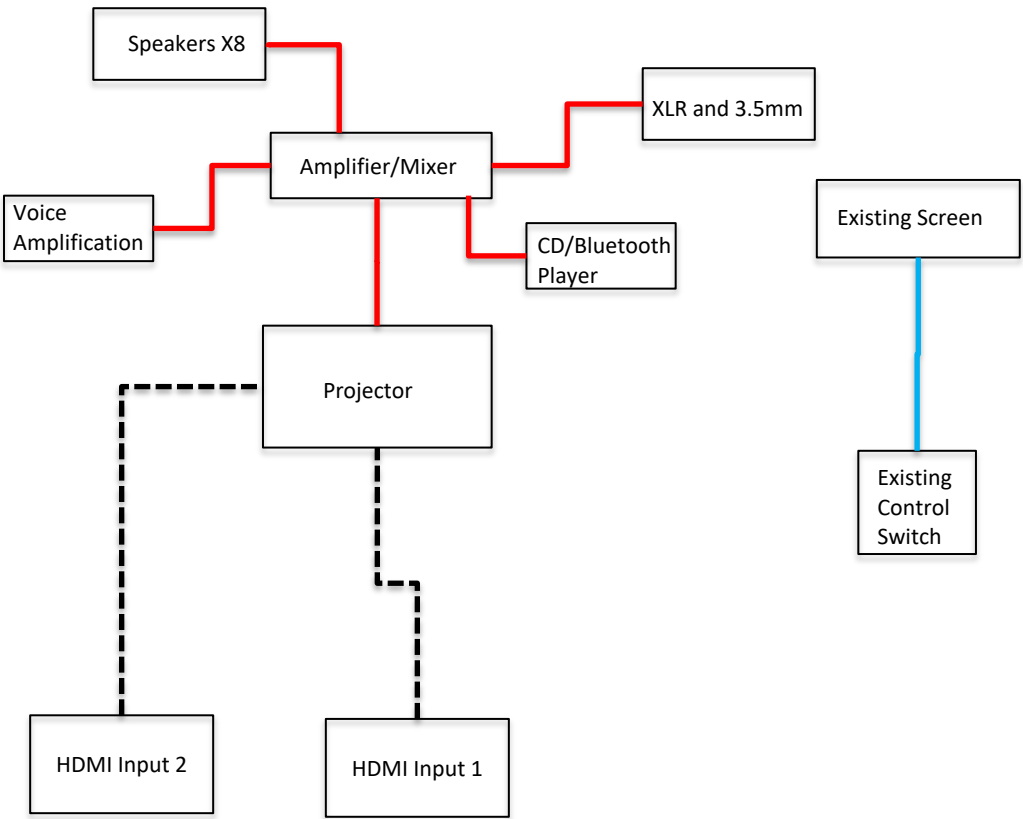 Speakers X8
XLR and 3.5mm
Amplifier/Mixer
Voice
Amplification
Existing Screen
CD/Bluetooth
Player
Projector
Existing
Control
Switch
HDMI Input 2
HDMI Input 1